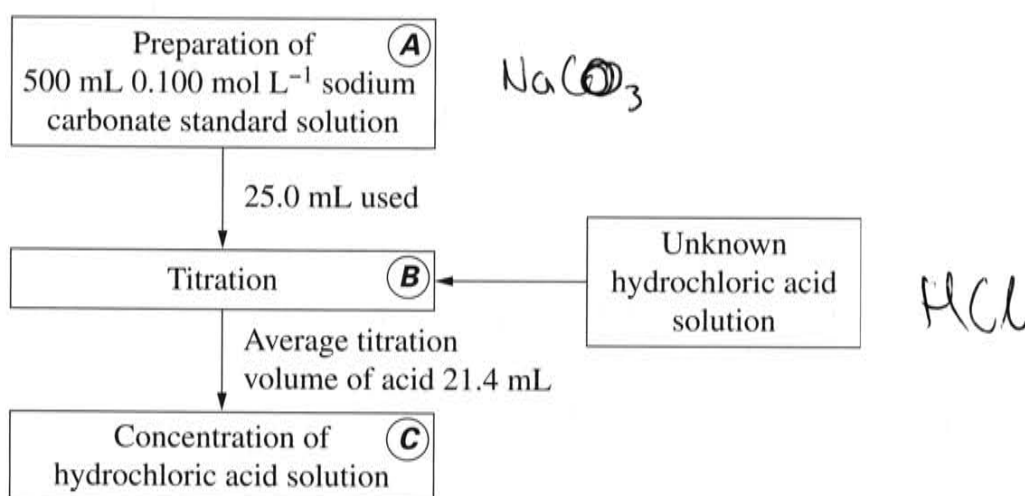 Preparation of
500 mL 0.100 mol L⁻¹ sodium
carbonate standard solution
A
NaCO₃
25.0 mL used
Titration
B
Unknown
hydrochloric acid
solution
HCl
Average titration
volume of acid 21.4 mL
Concentration of
hydrochloric acid solution
C